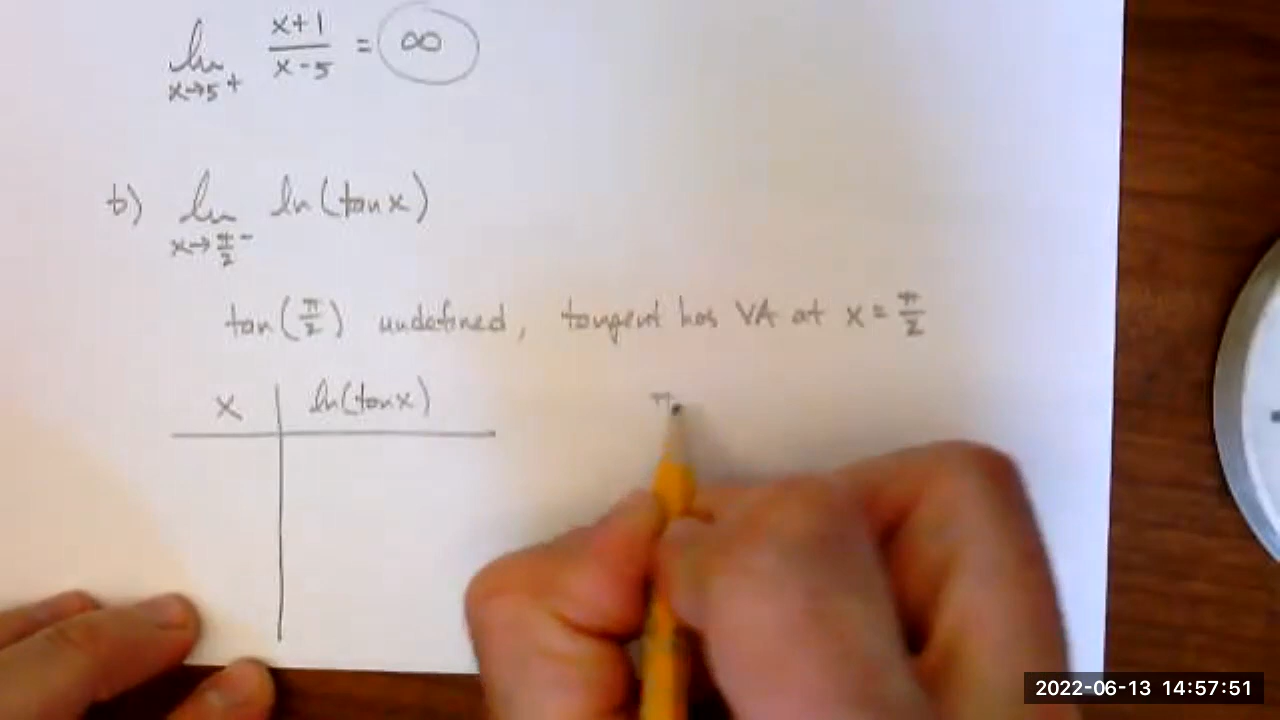 lim x→5⁺ x+1/x-5 = ∞
b) lim x→π/2⁻ ln(tan x)
tan(π/2) undefined, tangent has VA at x = π/2
x ln(tan x)
π
2022-06-13 14:57:51